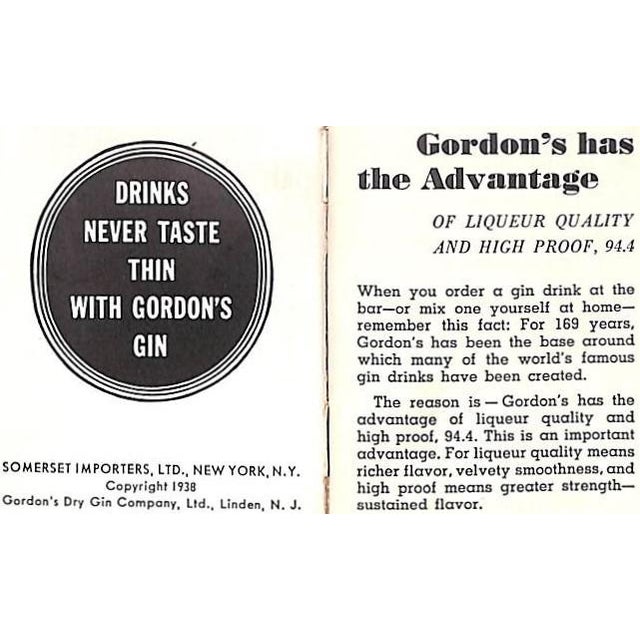 DRINKS
NEVER TASTE
THIN
WITH GORDON'S
GIN
SOMERSET IMPORTERS, LTD., NEW YORK, N.Y.
Copyright 1938
Gordon's Dry Gin Company, Ltd., Linden, N. J.
Gordon's has
the Advantage
OF LIQUEUR QUALITY
AND HIGH PROOF, 94.4
When you order a gin drink at the
bar—or mix one yourself at home—
remember this fact: For 169 years,
Gordon's has been the base around
which many of the world's famous
gin drinks have been created.
The reason is—Gordon's has the
advantage of liqueur quality and
high proof, 94.4. This is an important
advantage. For liqueur quality means
richer flavor, velvety smoothness, and
high proof means greater strength—
sustained flavor.